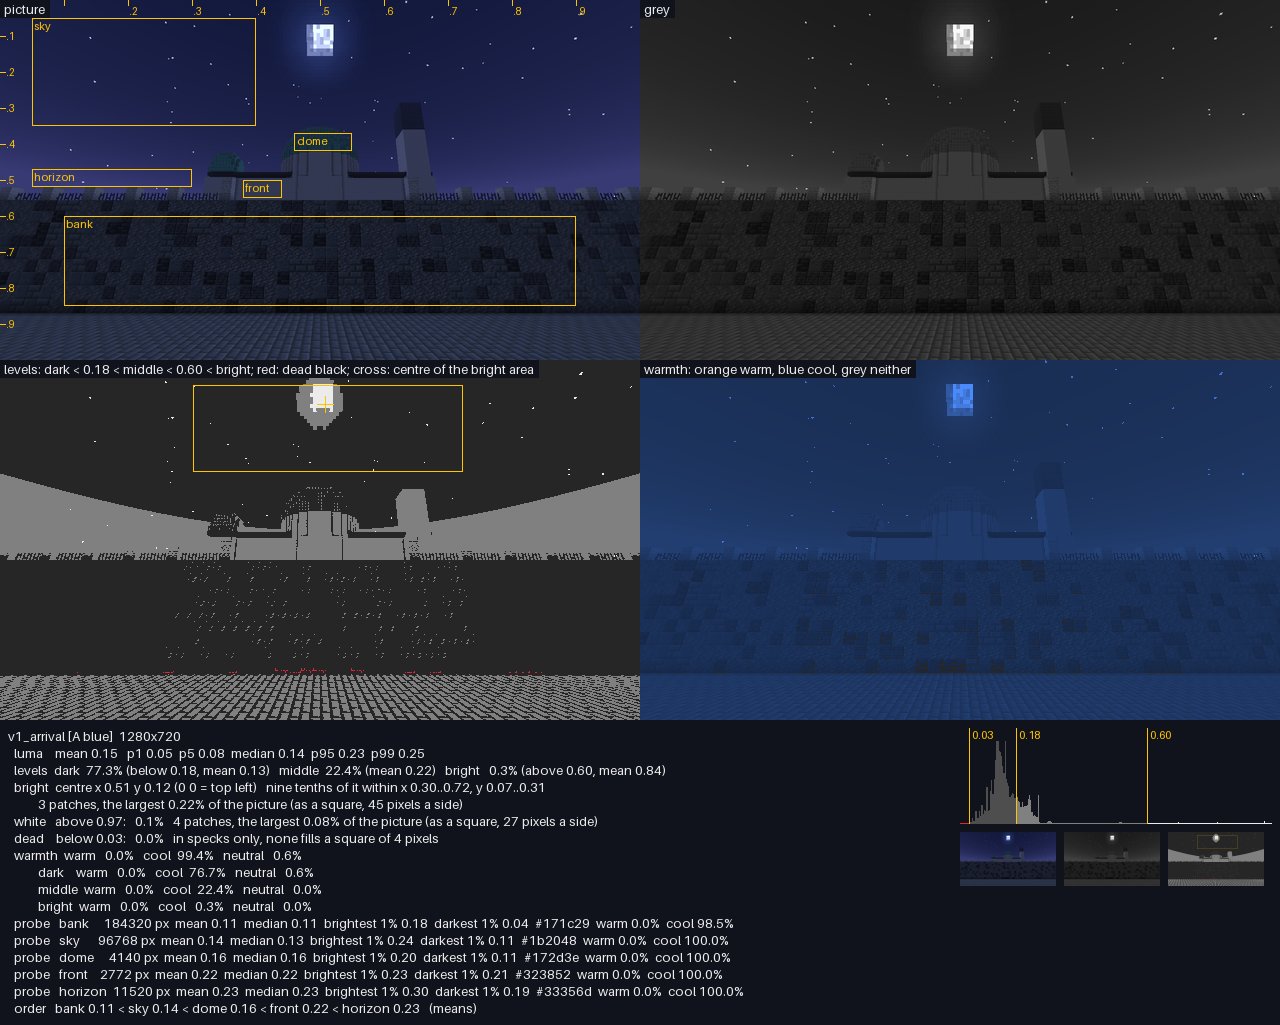 picture
.2 .3 .4 .5 .6 .7 .8 .9
sky
.1
.2
.3
.4
dome
horizon
.5
front
.6
bank
.7
.8
.9
grey
levels: dark < 0.18 < middle < 0.60 < bright; red: dead black; cross: centre of the bright area
warmth: orange warm, blue cool, grey neither
v1_arrival [A blue] 1280x720
luma mean 0.15 p1 0.05 p5 0.08 median 0.14 p95 0.23 p99 0.25
levels dark 77.3% (below 0.18, mean 0.13) middle 22.4% (mean 0.22) bright 0.3% (above 0.60, mean 0.84)
bright centre x 0.51 y 0.12 (0 0 = top left) nine tenths of it within x 0.30..0.72, y 0.07..0.31
3 patches, the largest 0.22% of the picture (as a square, 45 pixels a side)
white above 0.97: 0.1% 4 patches, the largest 0.08% of the picture (as a square, 27 pixels a side)
dead below 0.03: 0.0% in specks only, none fills a square of 4 pixels
warmth warm 0.0% cool 99.4% neutral 0.6%
dark warm 0.0% cool 76.7% neutral 0.6%
middle warm 0.0% cool 22.4% neutral 0.0%
bright warm 0.0% cool 0.3% neutral 0.0%
probe bank 184320 px mean 0.11 median 0.11 brightest 1% 0.18 darkest 1% 0.04 #171c29 warm 0.0% cool 98.5%
probe sky 96768 px mean 0.14 median 0.13 brightest 1% 0.24 darkest 1% 0.11 #1b2048 warm 0.0% cool 100.0%
probe dome 4140 px mean 0.16 median 0.16 brightest 1% 0.20 darkest 1% 0.11 #172d3e warm 0.0% cool 100.0%
probe front 2772 px mean 0.22 median 0.22 brightest 1% 0.23 darkest 1% 0.21 #323852 warm 0.0% cool 100.0%
probe horizon 11520 px mean 0.23 median 0.23 brightest 1% 0.30 darkest 1% 0.19 #33356d warm 0.0% cool 100.0%
order bank 0.11 < sky 0.14 < dome 0.16 < front 0.22 < horizon 0.23 (means)
0.03 0.18 0.60